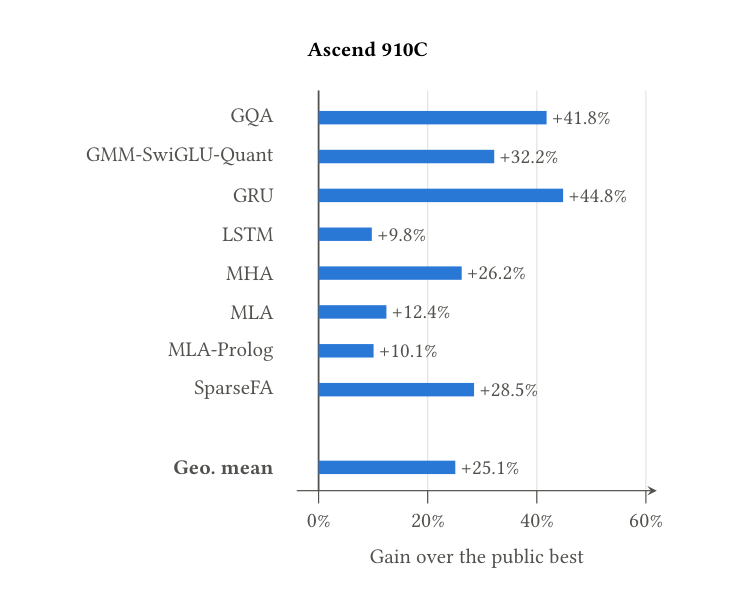 Ascend 910C
GQA +41.8%
GMM-SwiGLU-Quant +32.2%
GRU +44.8%
LSTM +9.8%
MHA +26.2%
MLA +12.4%
MLA-Prolog +10.1%
SparseFA +28.5%
Geo. mean +25.1%
0% 20% 40% 60%
Gain over the public best